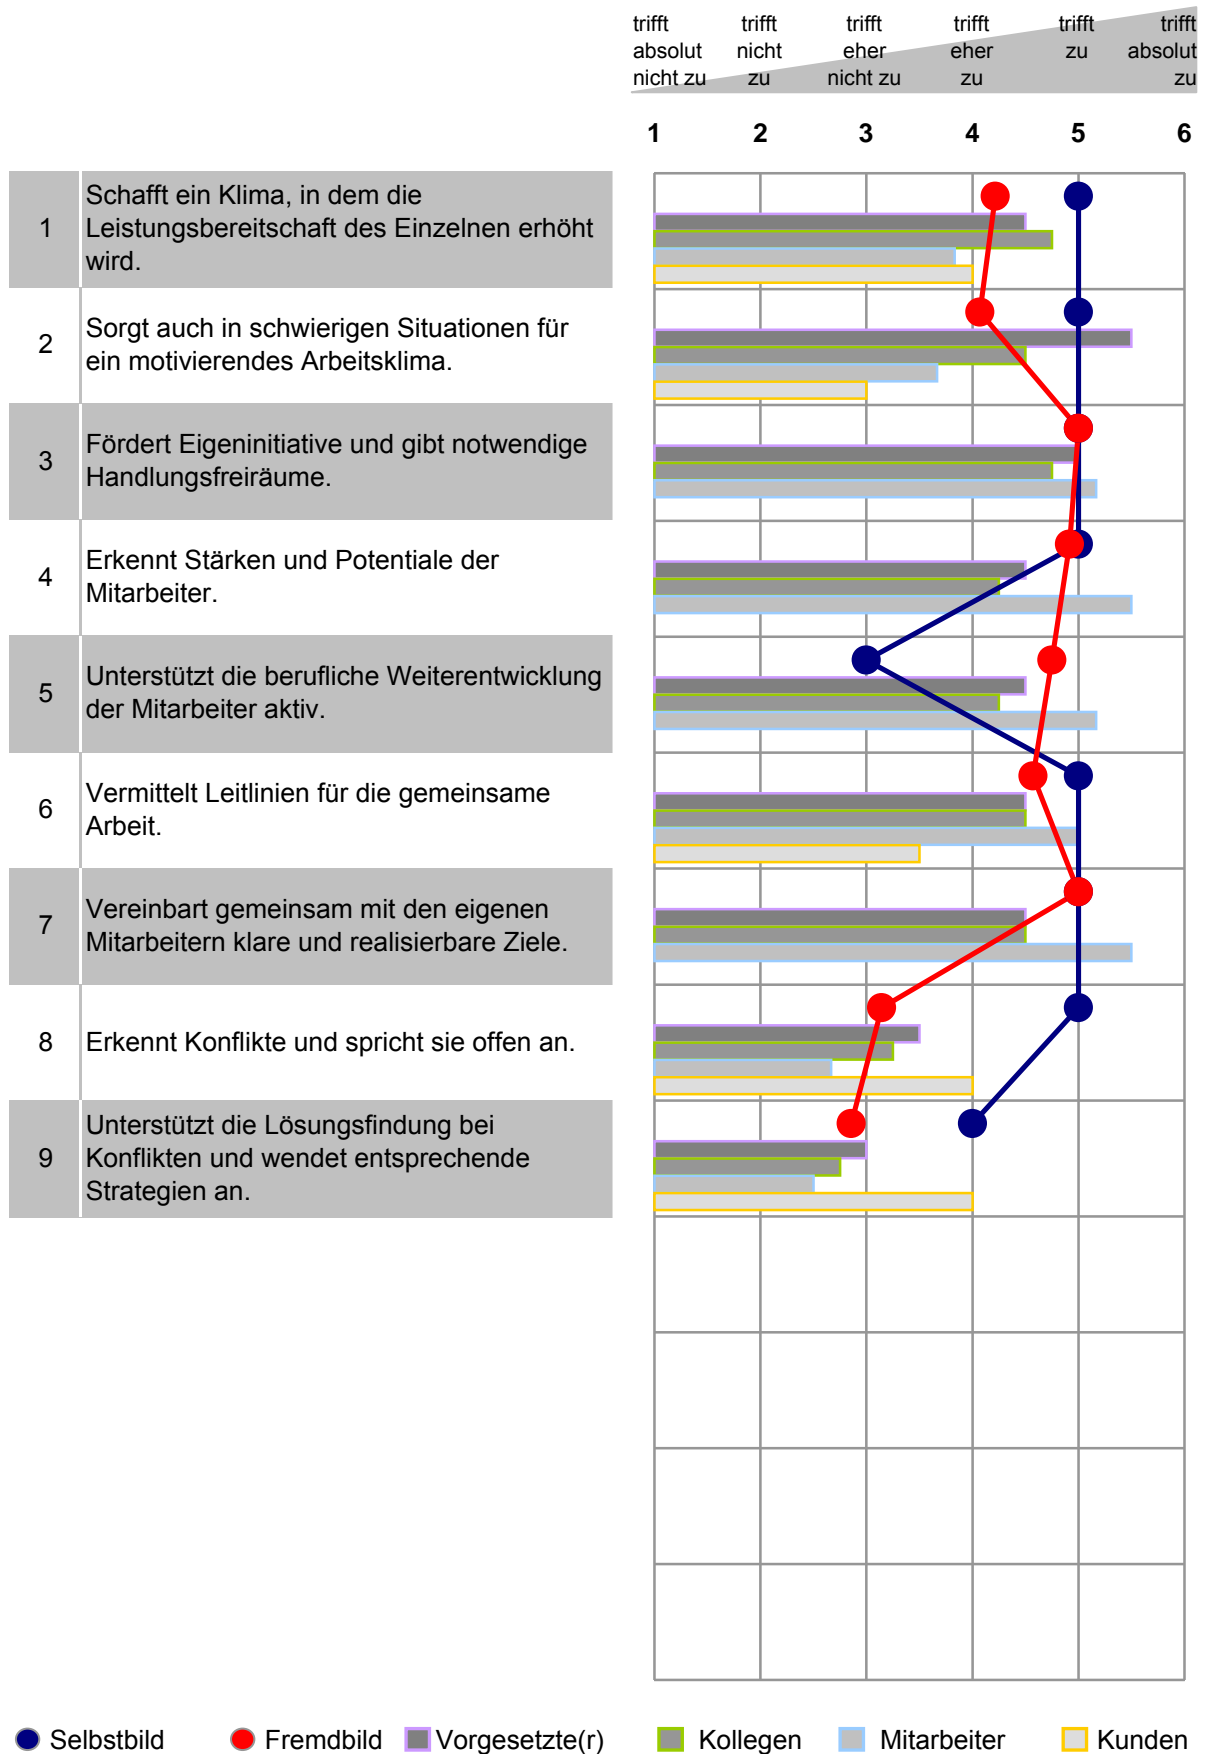 trifft absolut nicht zu
trifft nicht zu
trifft eher nicht zu
trifft eher zu
trifft zu
trifft absolut zu
1 2 3 4 5 6
1
Schafft ein Klima, in dem die
Leistungsbereitschaft des Einzelnen erhöht
wird.
2
Sorgt auch in schwierigen Situationen für
ein motivierendes Arbeitsklima.
3
Fördert Eigeninitiative und gibt notwendige
Handlungsfreiräume.
4
Erkennt Stärken und Potentiale der
Mitarbeiter.
5
Unterstützt die berufliche Weiterentwicklung
der Mitarbeiter aktiv.
6
Vermittelt Leitlinien für die gemeinsame
Arbeit.
7
Vereinbart gemeinsam mit den eigenen
Mitarbeitern klare und realisierbare Ziele.
8
Erkennt Konflikte und spricht sie offen an.
9
Unterstützt die Lösungsfindung bei
Konflikten und wendet entsprechende
Strategien an.
Selbstbild Fremdbild Vorgesetzte(r) Kollegen Mitarbeiter Kunden